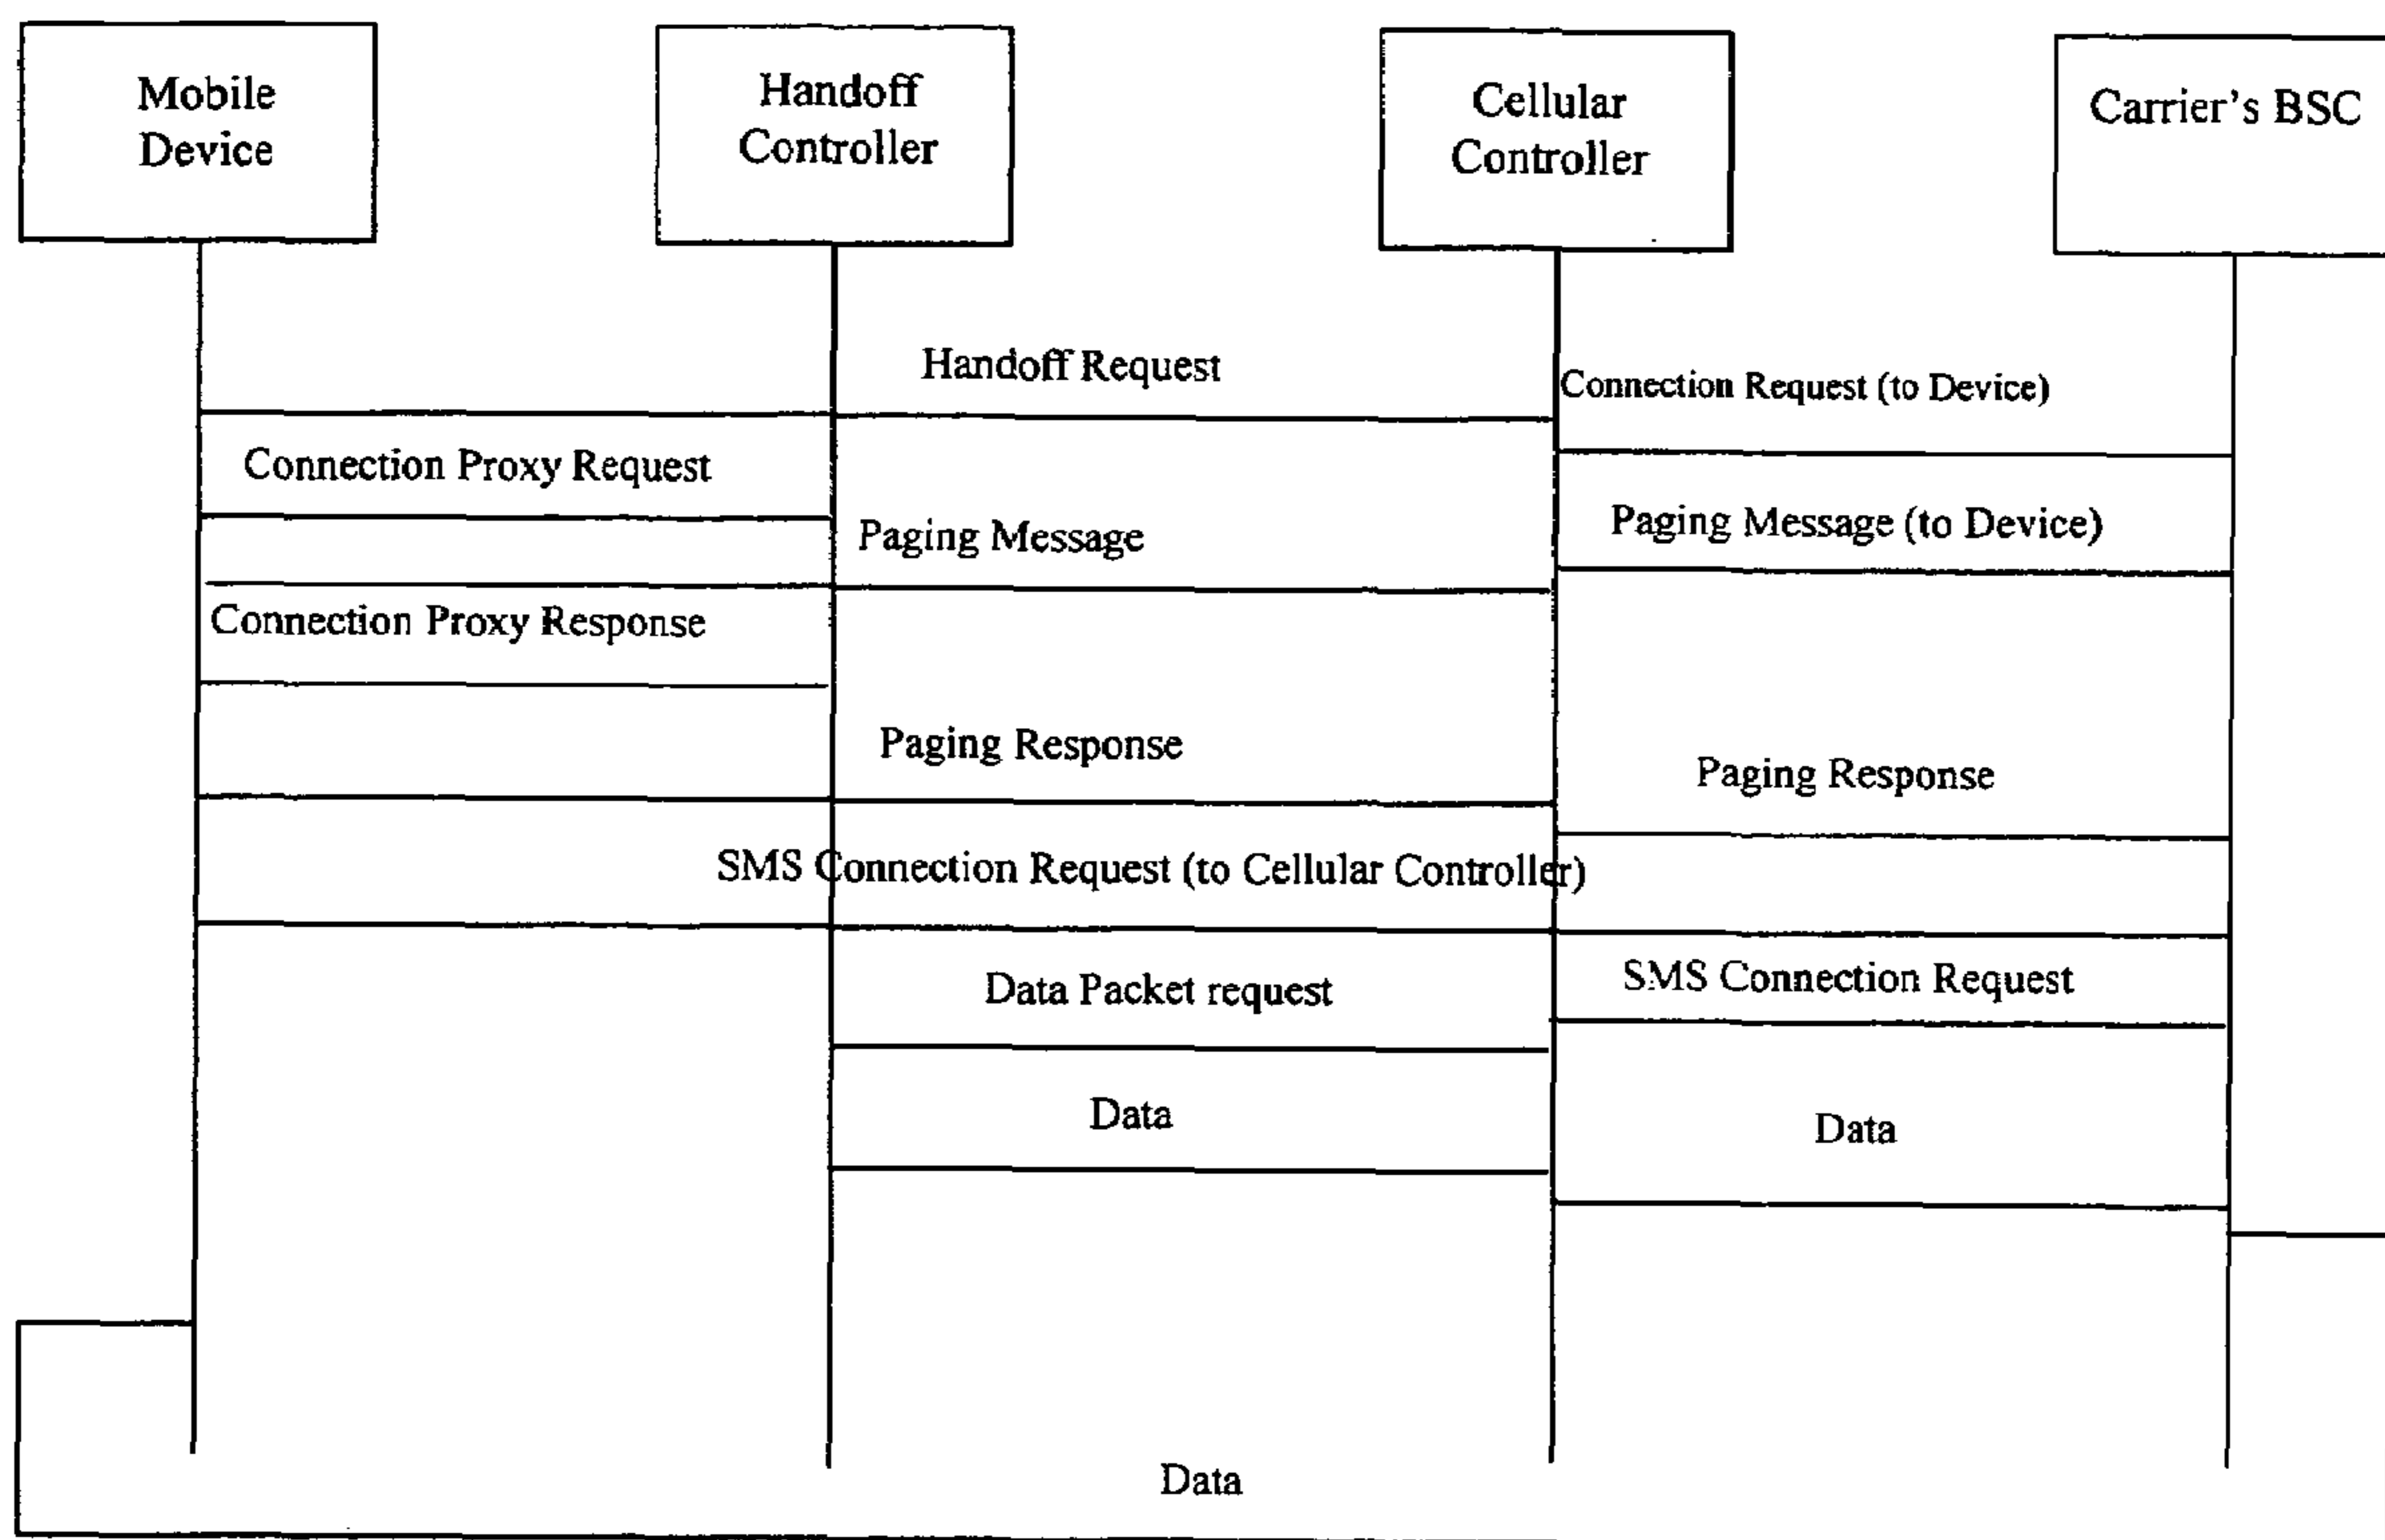 Mobile
Device
Handoff
Controller
Cellular
Controller
Carrier's BSC
Handoff Request
Connection Request (to Device)
Connection Proxy Request
Paging Message (to Device)
Paging Message
Connection Proxy Response
Paging Response
Paging Response
SMS Connection Request (to Cellular Controller)
SMS Connection Request
Data Packet request
Data
Data
Data